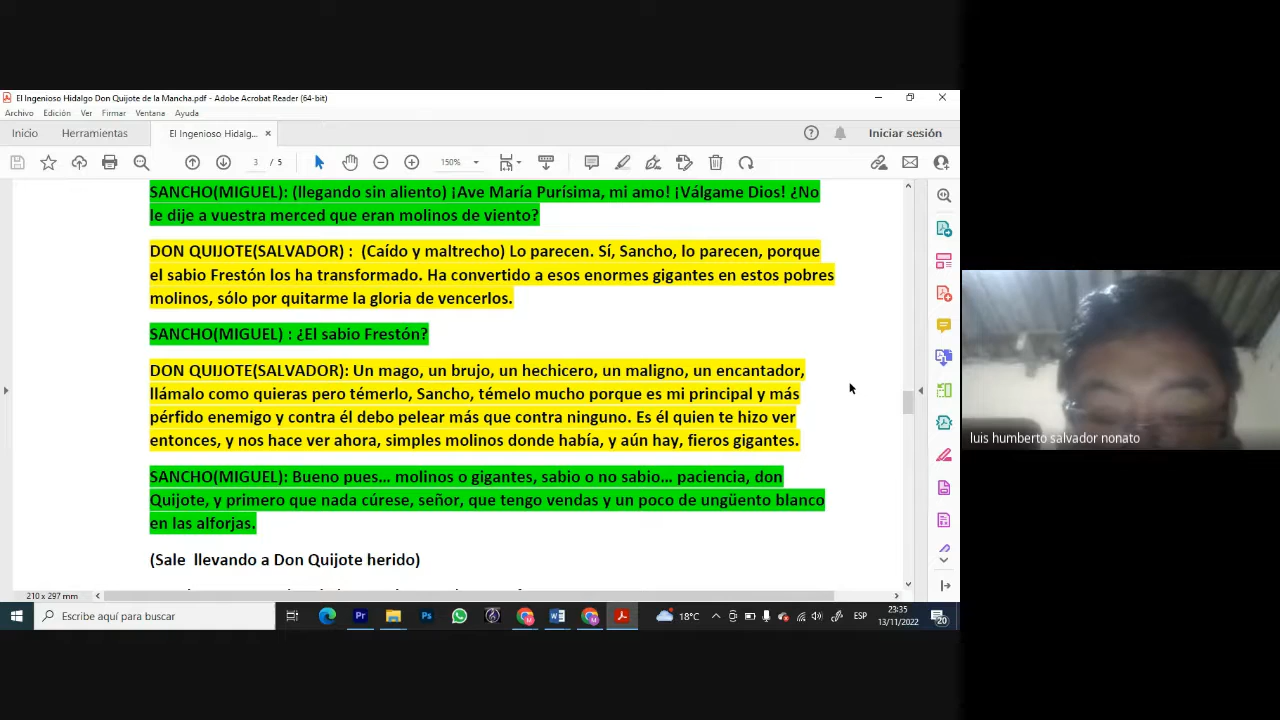 El Ingenioso Hidalgo Don Quijote de la Mancha.pdf - Adobe Acrobat Reader (64-bit)
Archivo Edición Ver Firmar Ventana Ayuda
Inicio Herramientas El Ingenioso Hidalg... × Iniciar sesión
3 / 5 150%
SANCHO(MIGUEL): (llegando sin aliento) ¡Ave María Purísima, mi amo! ¡Válgame Dios! ¿No
le dije a vuestra merced que eran molinos de viento?
DON QUIJOTE(SALVADOR) : (Caído y maltrecho) Lo parecen. Sí, Sancho, lo parecen, porque
el sabio Frestón los ha transformado. Ha convertido a esos enormes gigantes en estos pobres
molinos, sólo por quitarme la gloria de vencerlos.
SANCHO(MIGUEL) : ¿El sabio Frestón?
DON QUIJOTE(SALVADOR): Un mago, un brujo, un hechicero, un maligno, un encantador,
llámalo como quieras pero témerlo, Sancho, témelo mucho porque es mi principal y más
pérfido enemigo y contra él debo pelear más que contra ninguno. Es él quien te hizo ver
entonces, y nos hace ver ahora, simples molinos donde había, y aún hay, fieros gigantes.
SANCHO(MIGUEL): Bueno pues... molinos o gigantes, sabio o no sabio... paciencia, don
Quijote, y primero que nada cúrese, señor, que tengo vendas y un poco de ungüento blanco
en las alforjas.
(Sale llevando a Don Quijote herido)
210 x 297 mm
Escribe aquí para buscar
Pr Ps 18°C ESP
23:35
13/11/2022
20
luis humberto salvador nonato